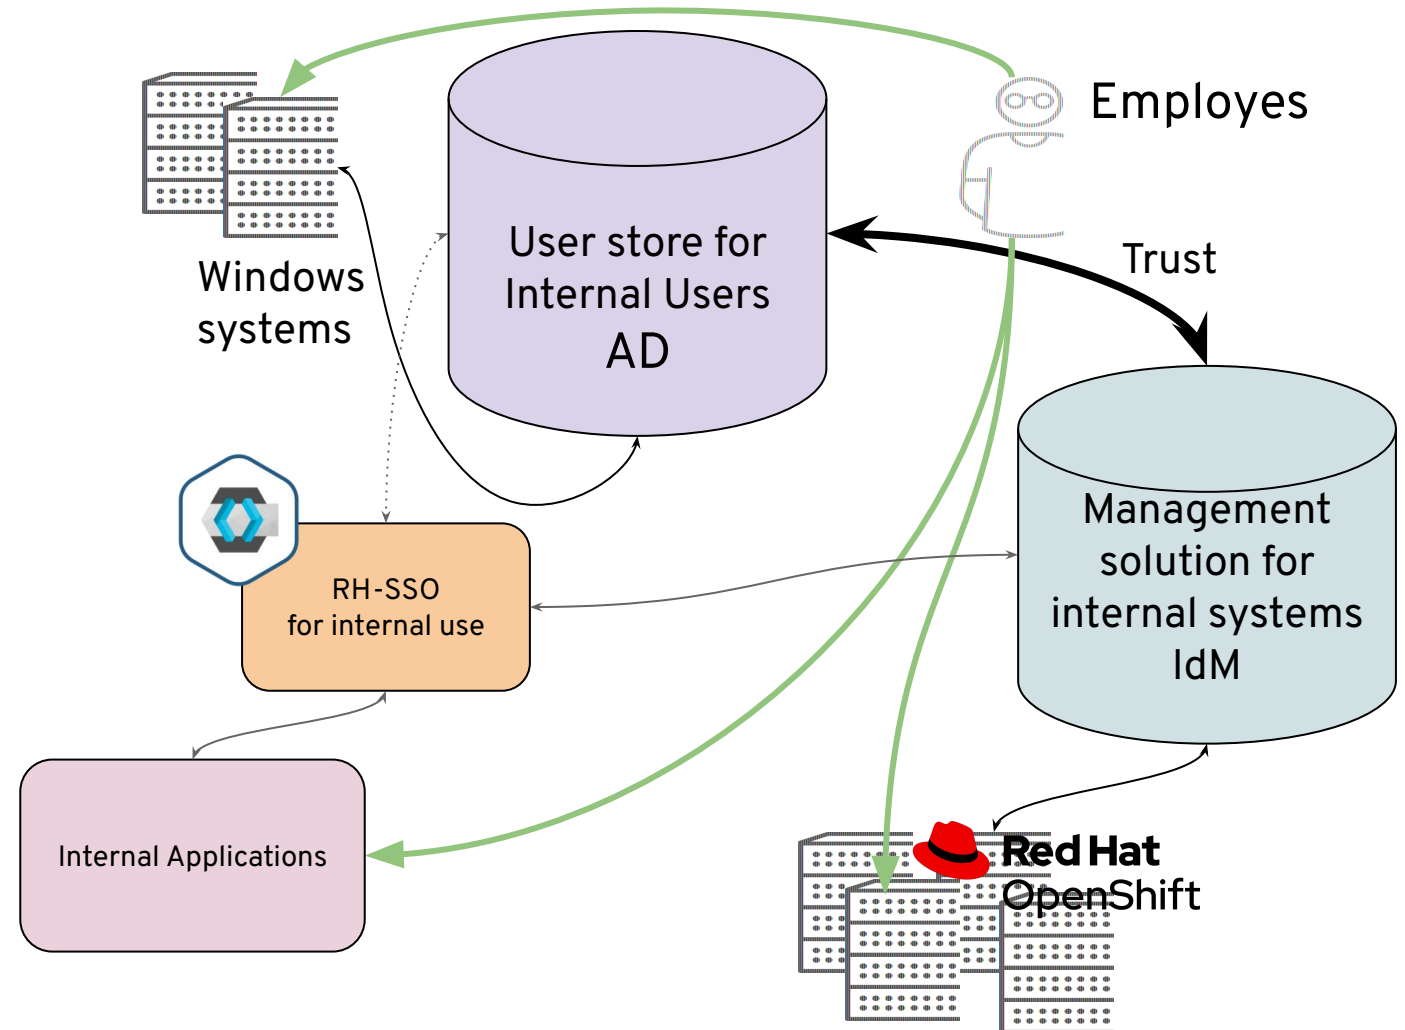 Employes
Trust
User store for
Internal Users
AD
Windows
systems
Management
solution for
internal systems
IdM
RH-SSO
for internal use
Internal Applications
Red Hat
OpenShift